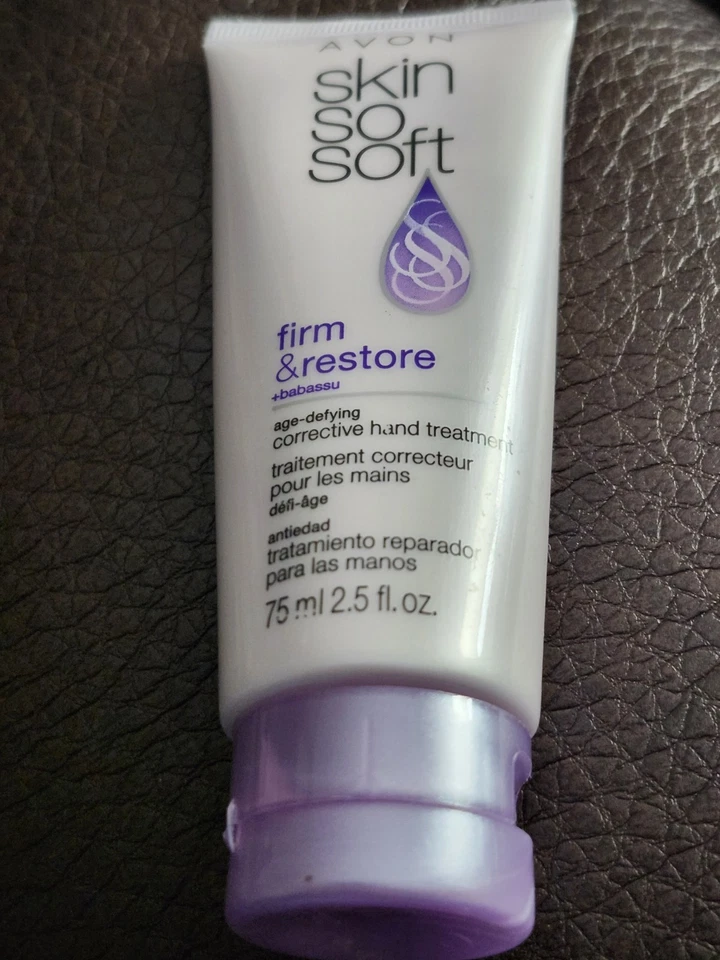 AVON
skin
so
soft
firm
&restore
+babassu
age-defying
corrective hand treatment
traitement correcteur
pour les mains
défi-âge
antiedad
tratamiento reparador
para las manos
75 ml 2.5 fl. oz.